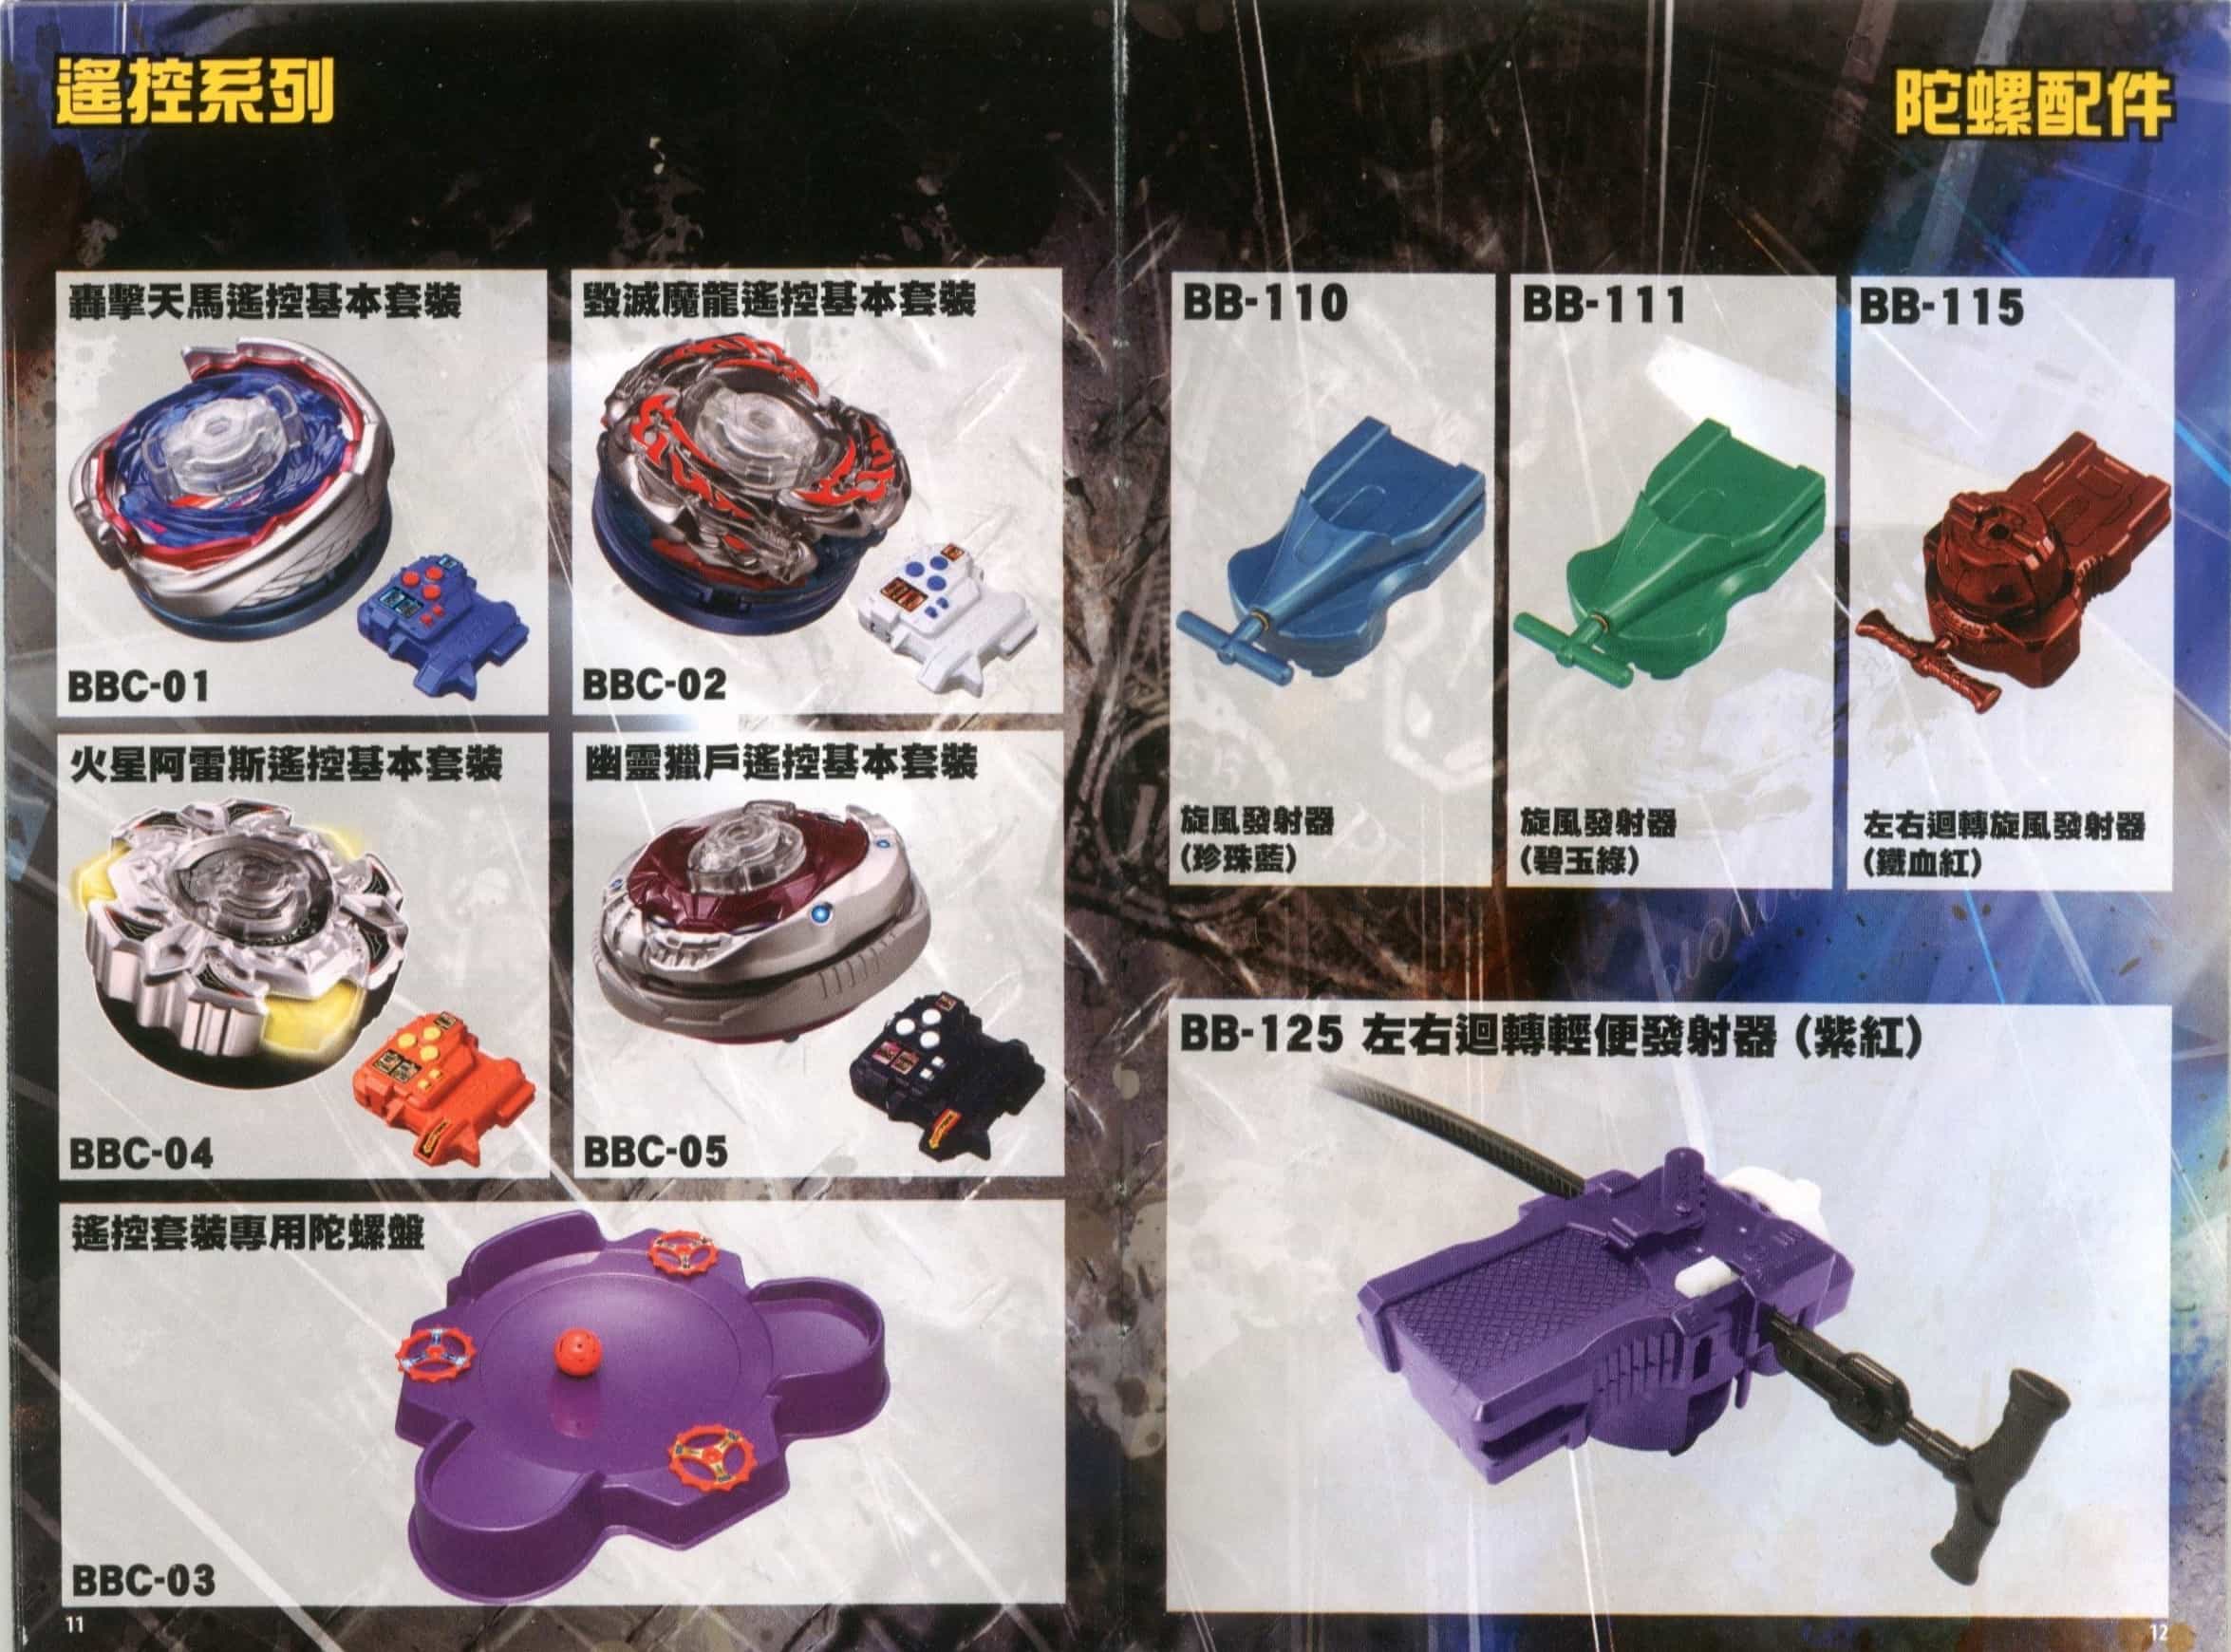 遙控系列
轟擊天馬遙控基本套裝
BBC-01
毀滅魔龍遙控基本套裝
BBC-02
火星阿雷斯遙控基本套裝
BBC-04
幽靈獵戶遙控基本套裝
BBC-05
遙控套裝專用陀螺盤
BBC-03
11
陀螺配件
BB-110
旋風發射器
(珍珠藍)
BB-111
旋風發射器
(碧玉綠)
BB-115
左右迴轉旋風發射器
(鐵血紅)
BB-125 左右迴轉輕便發射器(紫紅)
12